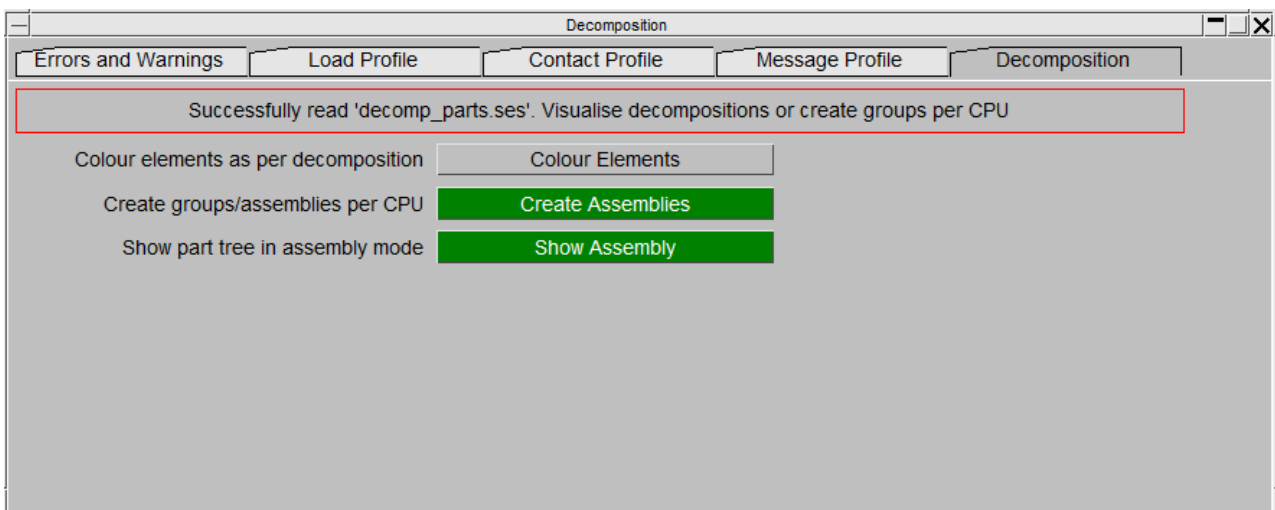 Decomposition
Errors and Warnings Load Profile Contact Profile Message Profile Decomposition
Successfully read 'decomp_parts.ses'. Visualise decompositions or create groups per CPU
Colour elements as per decomposition Colour Elements
Create groups/assemblies per CPU Create Assemblies
Show part tree in assembly mode Show Assembly